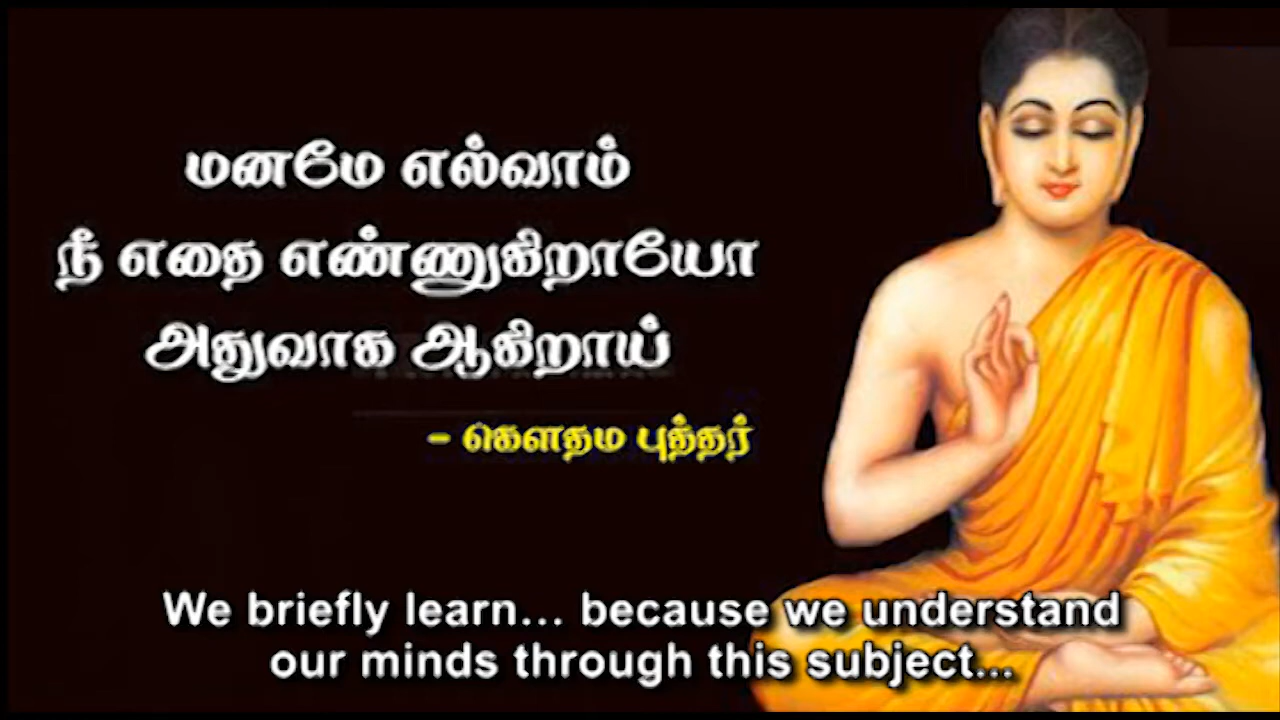 மனமே எல்வாம்
நீ எதை எண்ணுகிறாயோ
அதுவாக ஆகிறாய்
- கௌதம புத்தர்
We briefly learn... because we understand
our minds through this subject...